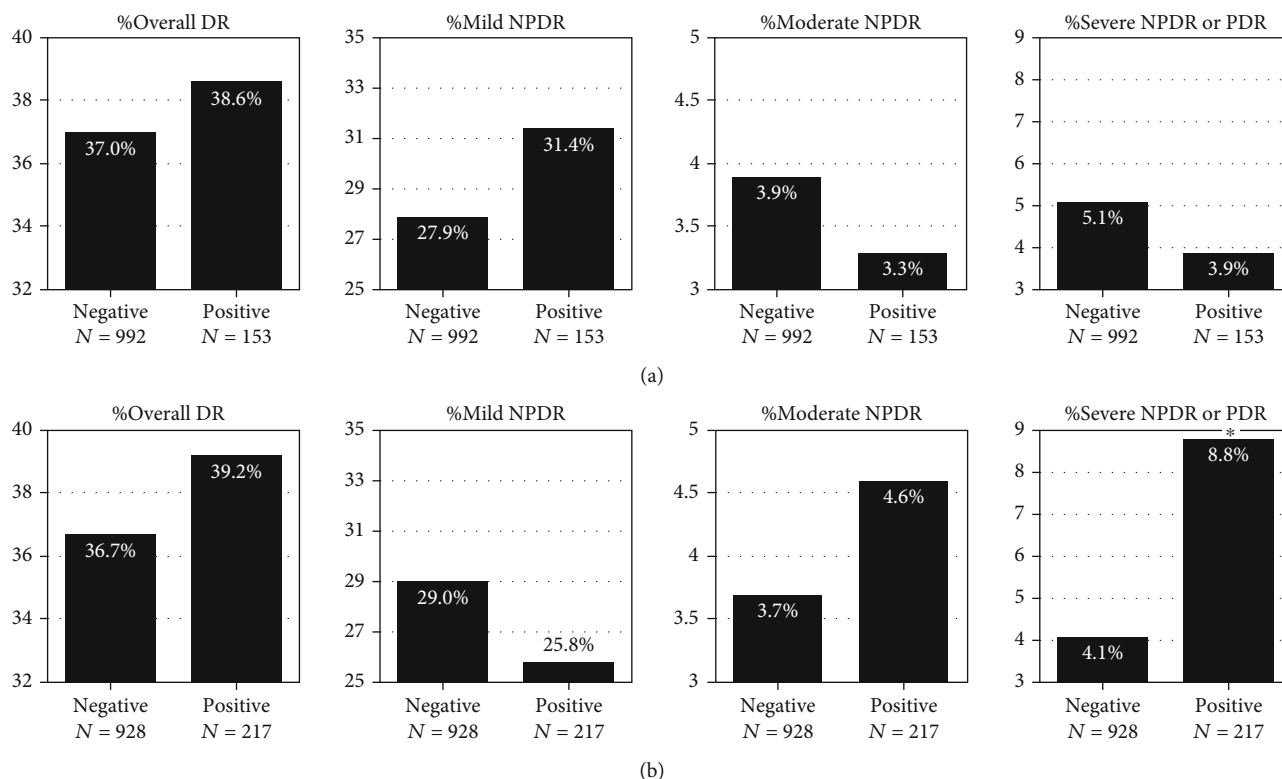 %Overall DR
40
38
36
34
32
37.0%
38.6%
Negative
N = 992
Positive
N = 153
%Mild NPDR
35
33
31
29
27
25
27.9%
31.4%
Negative
N = 992
Positive
N = 153
%Moderate NPDR
5
4.5
4
3.5
3
3.9%
3.3%
Negative
N = 992
Positive
N = 153
%Severe NPDR or PDR
9
8
7
6
5
4
3
5.1%
3.9%
Negative
N = 992
Positive
N = 153
(a)
%Overall DR
40
38
36
34
32
36.7%
39.2%
Negative
N = 928
Positive
N = 217
%Mild NPDR
35
33
31
29
27
25
29.0%
25.8%
Negative
N = 928
Positive
N = 217
%Moderate NPDR
5
4.5
4
3.5
3
3.7%
4.6%
Negative
N = 928
Positive
N = 217
%Severe NPDR or PDR
9
8
7
6
5
4
3
4.1%
*
8.8%
Negative
N = 928
Positive
N = 217
(b)